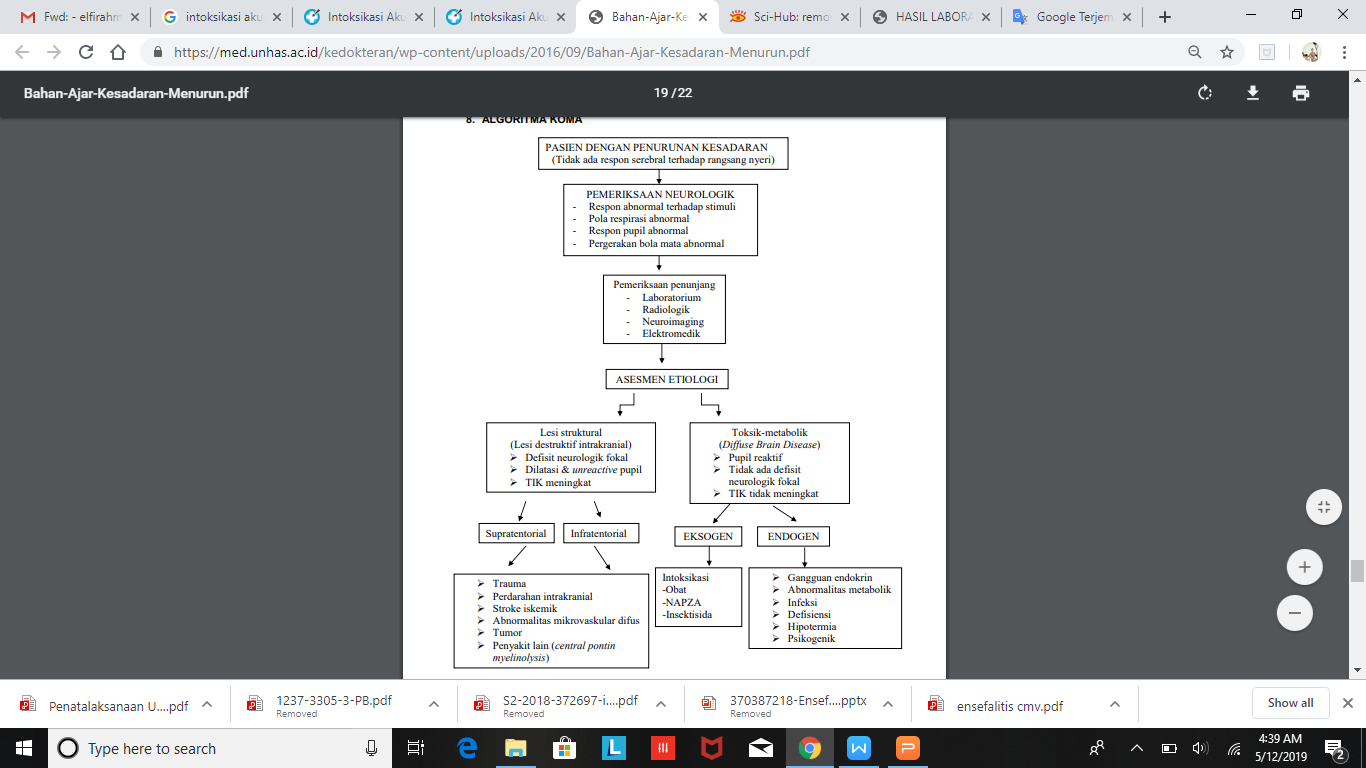 Fwd: - elfirahm
intoksikasi aku
Intoksikasi Aku
Intoksikasi Aku
Bahan-Ajar-Ke
Sci-Hub: remo
HASIL LABORA
Google Terjem
https://med.unhas.ac.id/kedokteran/wp-content/uploads/2016/09/Bahan-Ajar-Kesadaran-Menurun.pdf
Bahan-Ajar-Kesadaran-Menurun.pdf
19 / 22
8. ALGORITMA KOMA
PASIEN DENGAN PENURUNAN KESADARAN
(Tidak ada respon serebral terhadap rangsang nyeri)
PEMERIKSAAN NEUROLOGIK
- Respon abnormal terhadap stimuli
- Pola respirasi abnormal
- Respon pupil abnormal
- Pergerakan bola mata abnormal
Pemeriksaan penunjang
- Laboratorium
- Radiologik
- Neuroimaging
- Elektromedik
ASESMEN ETIOLOGI
Lesi struktural
(Lesi destruktif intrakranial)
➢ Defisit neurologik fokal
➢ Dilatasi & unreactive pupil
➢ TIK meningkat
Toksik-metabolik
(Diffuse Brain Disease)
➢ Pupil reaktif
➢ Tidak ada defisit
neurologik fokal
➢ TIK tidak meningkat
Supratentorial
Infratentorial
EKSOGEN
ENDOGEN
➢ Trauma
➢ Perdarahan intrakranial
➢ Stroke iskemik
➢ Abnormalitas mikrovaskular difus
➢ Tumor
➢ Penyakit lain (central pontin
myelinolysis)
Intoksikasi
-Obat
-NAPZA
-Insektisida
➢ Gangguan endokrin
➢ Abnormalitas metabolik
➢ Infeksi
➢ Defisiensi
➢ Hipotermia
➢ Psikogenik
Penatalaksanaan U....pdf
1237-3305-3-PB.pdf
Removed
S2-2018-372697-i....pdf
Removed
370387218-Ensef....pptx
Removed
ensefalitis cmv.pdf
Show all
Type here to search
4:39 AM
5/12/2019
2